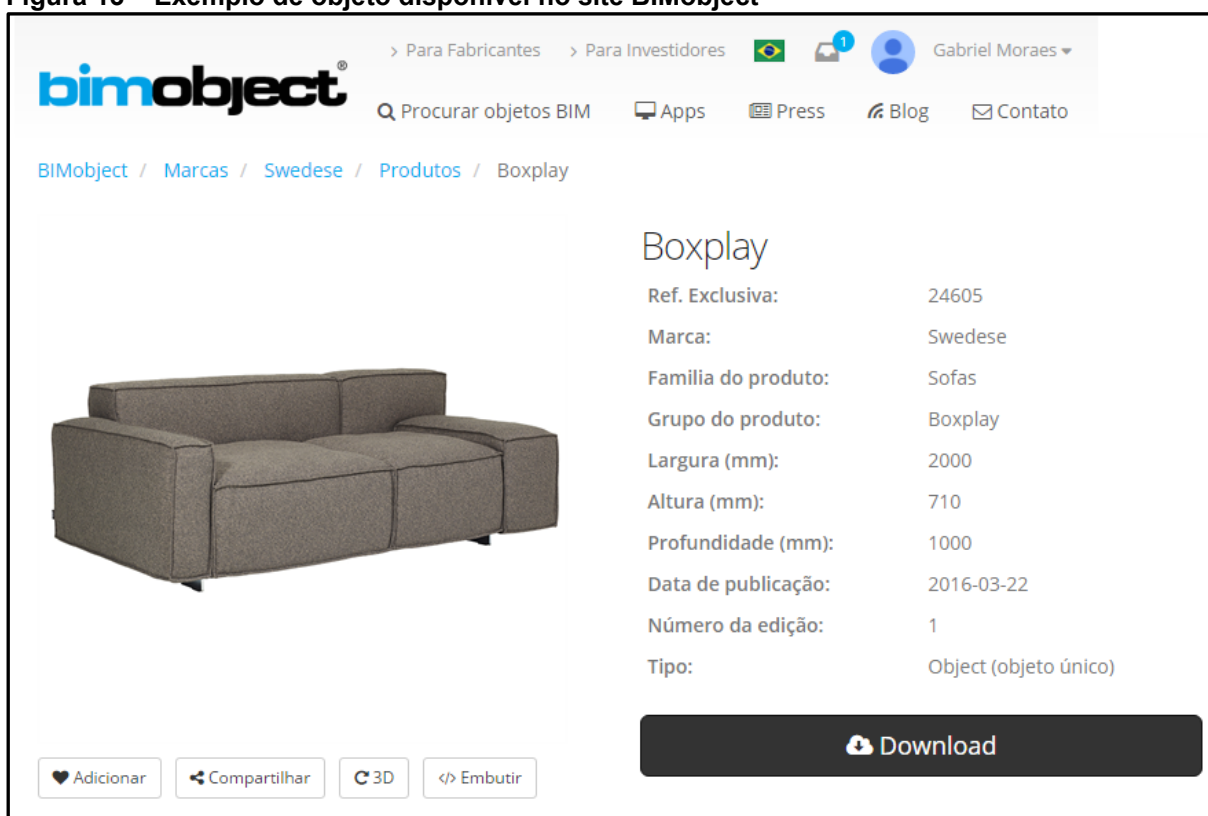 Figura 10 – Exemplo de objeto disponível no site BIMobject
> Para Fabricantes > Para Investidores 1 Gabriel Moraes
bimobject®
Procurar objetos BIM Apps Press Blog Contato
BIMobject / Marcas / Swedese / Produtos / Boxplay
Boxplay
Ref. Exclusiva: 24605
Marca: Swedese
Familia do produto: Sofas
Grupo do produto: Boxplay
Largura (mm): 2000
Altura (mm): 710
Profundidade (mm): 1000
Data de publicação: 2016-03-22
Número da edição: 1
Tipo: Object (objeto único)
Download
Adicionar Compartilhar 3D </> Embutir